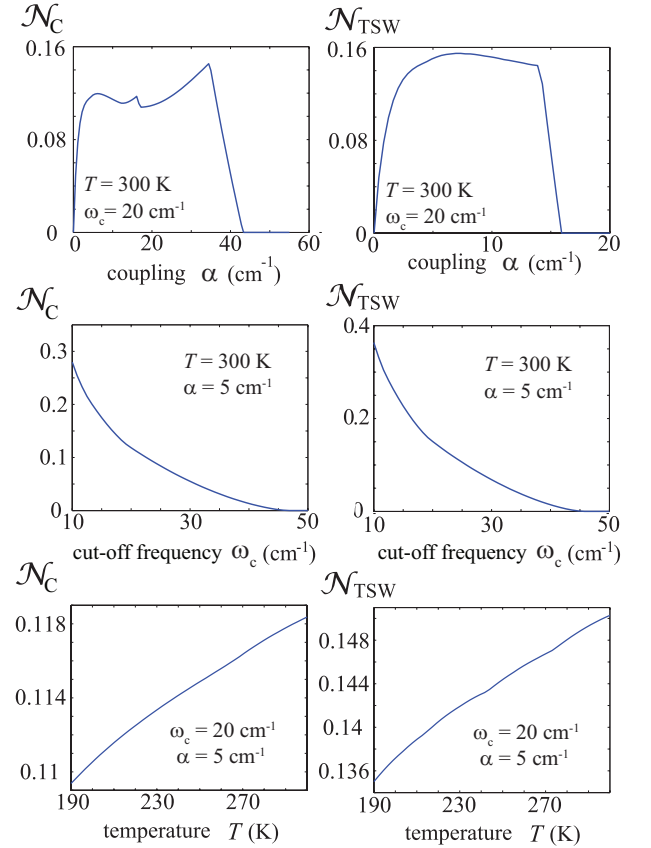 𝒩C
0.16
0.08
0
T = 300 K
ωc= 20 cm-1
0 20 40 60
coupling α (cm-1)
𝒩TSW
0.16
0.08
0
T = 300 K
ωc= 20 cm-1
0 10 20
coupling α (cm-1)
𝒩C
0.3
0.2
0.1
0
T = 300 K
α = 5 cm-1
10 30 50
cut-off frequency ωc (cm-1)
𝒩TSW
0.4
0.2
0
T = 300 K
α = 5 cm-1
10 30 50
cut-off frequency ωc (cm-1)
𝒩C
0.118
0.114
0.11
ωc = 20 cm-1
α = 5 cm-1
190 230 270
temperature T (K)
𝒩TSW
0.148
0.144
0.14
0.136
ωc = 20 cm-1
α = 5 cm-1
190 230 270
temperature T (K)